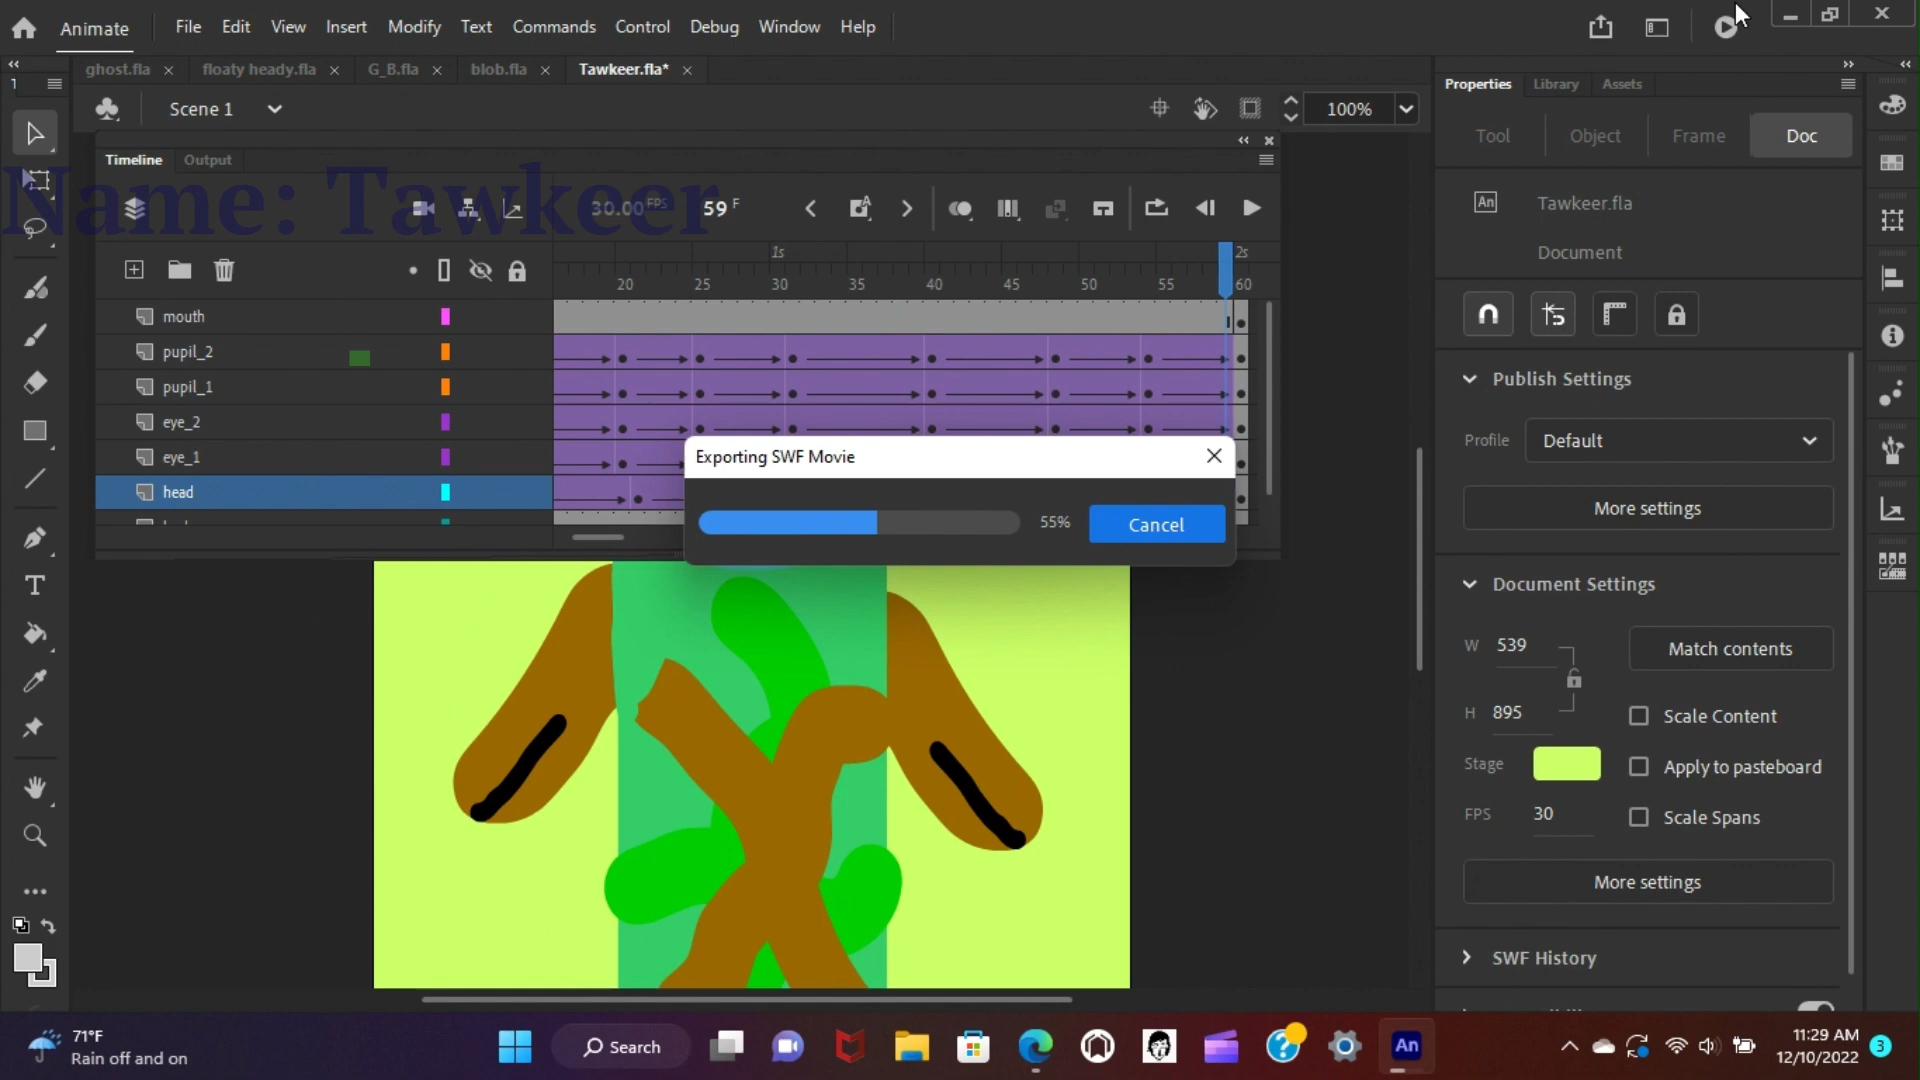 Animate File Edit View Insert Modify Text Commands Control Debug Window Help
ghost.fla floaty heady.fla G_B.fla blob.fla Tawkeer.fla*
1
Scene 1
100%
Timeline Output
Name: Tawkeer
30.00 FPS 59 F
1s 2s
20 25 30 35 40 45 50 55 60
mouth
pupil_2
pupil_1
eye_2
eye_1
head
Exporting SWF Movie
55% Cancel
Properties Library Assets
Tool Object Frame Doc
An Tawkeer.fla
Document
Publish Settings
Profile Default
More settings
Document Settings
W 539 Match contents
H 895 Scale Content
Stage Apply to pasteboard
FPS 30 Scale Spans
More settings
SWF History
71°F
Rain off and on
Search
An
11:29 AM
12/10/2022
3